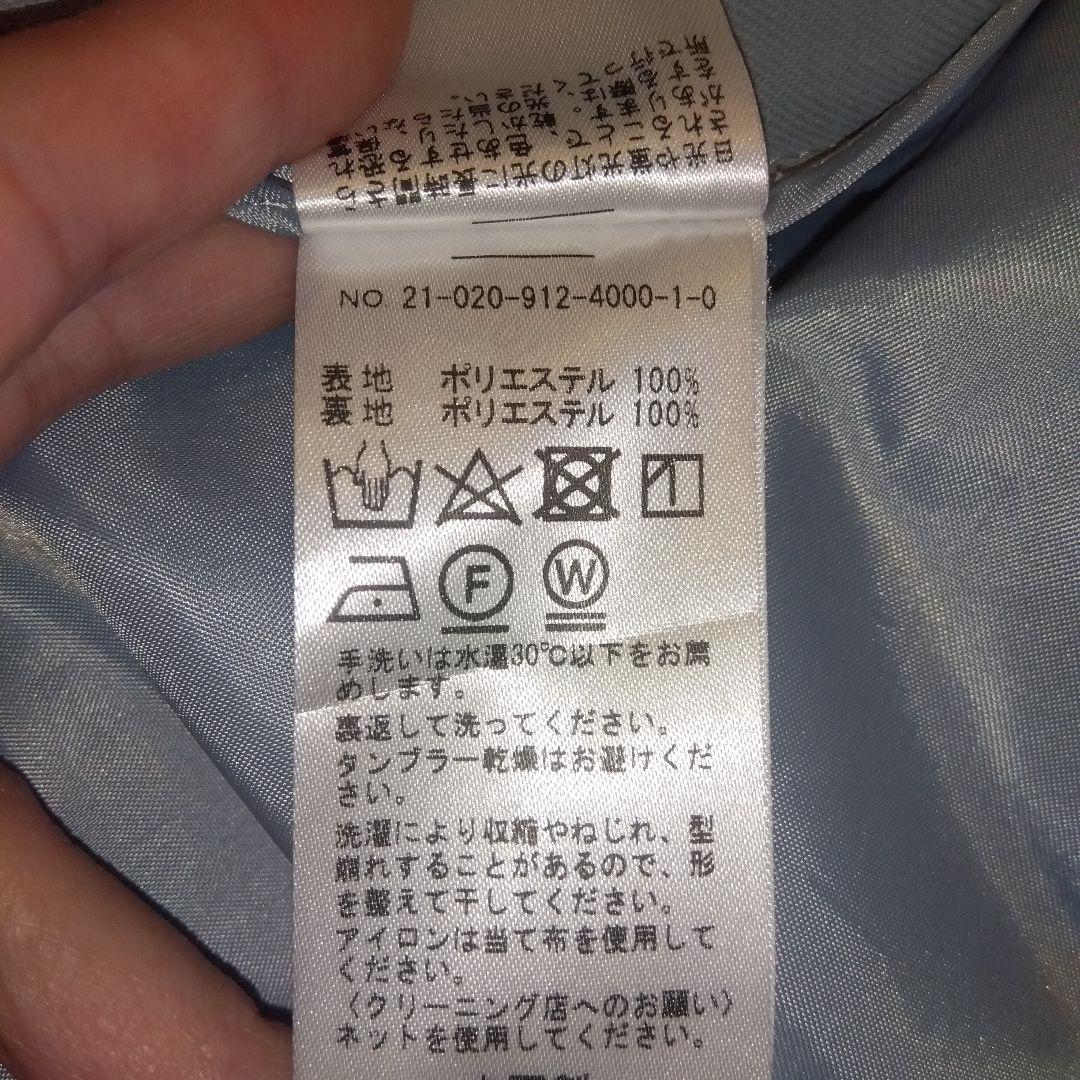 NO 21-020-912-4000-1-0
表地 ポリエステル 100%
裏地 ポリエステル 100%
F W
手洗いは水温30℃以下をお薦
めします。
裏返して洗ってください。
タンブラー乾燥はお避けくだ
さい。
洗濯により収縮やねじれ、型
崩れすることがあるので、形
を整えて干してください。
アイロンは当て布を使用して
ください。
〈クリーニング店へのお願い〉
ネットを使用してください。